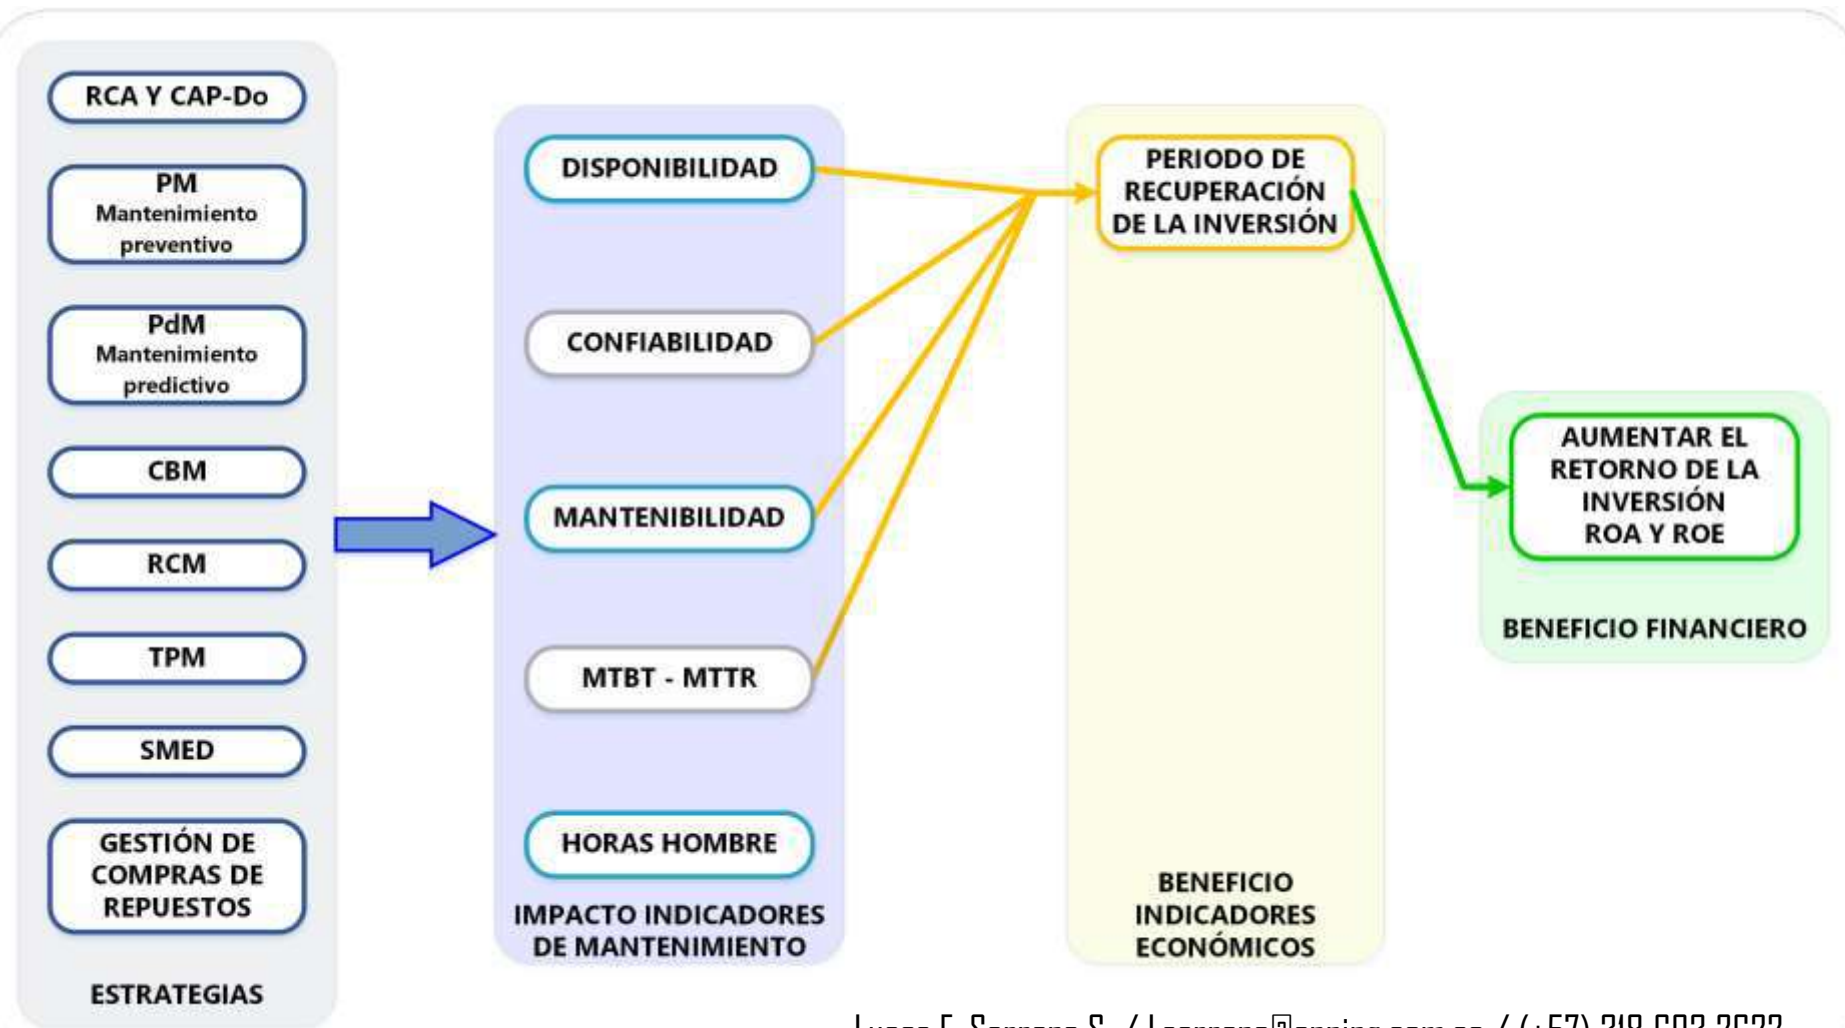 RCA Y CAP-Do
PM
Mantenimiento
preventivo
PdM
Mantenimiento
predictivo
CBM
RCM
TPM
SMED
GESTIÓN DE
COMPRAS DE
REPUESTOS
ESTRATEGIAS
DISPONIBILIDAD
CONFIABILIDAD
MANTENIBILIDAD
MTBT - MTTR
HORAS HOMBRE
IMPACTO INDICADORES
DE MANTENIMIENTO
PERIODO DE
RECUPERACIÓN
DE LA INVERSIÓN
BENEFICIO
INDICADORES
ECONÓMICOS
AUMENTAR EL
RETORNO DE LA
INVERSIÓN
ROA Y ROE
BENEFICIO FINANCIERO